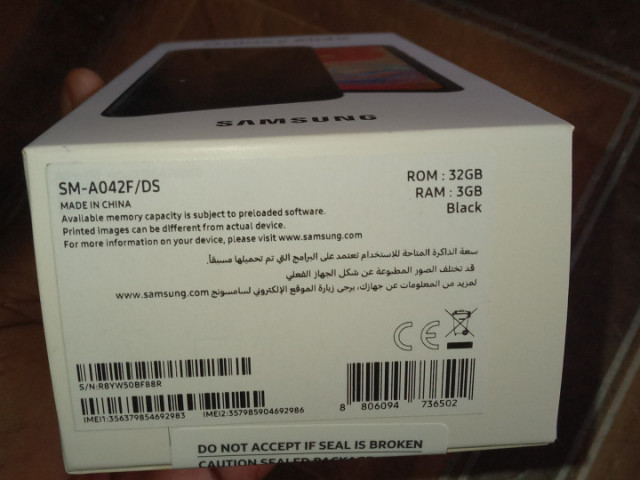 SAMSUNG
SM-A042F/DS
MADE IN CHINA
Available memory capacity is subject to preloaded software.
Printed images can be different from actual device.
For more information on your device, please visit www.samsung.com
ROM : 32GB
RAM : 3GB
Black
سعة الذاكرة المتاحة للاستخدام تعتمد على البرامج التي تم تحميلها مسبقاً.
قد تختلف الصور المطبوعة عن شكل الجهاز الفعلي
لمزيد من المعلومات عن جهازك، يرجى زيارة الموقع الإلكتروني لسامسونج www.samsung.com
CE
S/N:R8YW50BF88R
IMEI1:356379854692983 IMEI2:357985904692986
8 806094 736502
DO NOT ACCEPT IF SEAL IS BROKEN
CAUTION SEALED PACKAGE